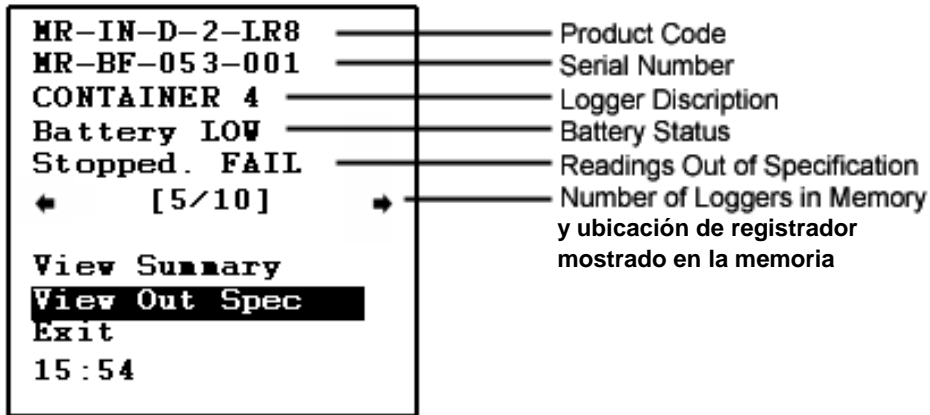 MR-IN-D-2-LR8
Product Code
MR-BF-053-001
Serial Number
CONTAINER 4
Logger Discription
Battery LOW
Battery Status
Stopped. FAIL
Readings Out of Specification
[5/10]
Number of Loggers in Memory
y ubicación de registrador
mostrado en la memoria
View Summary
View Out Spec
Exit
15:54